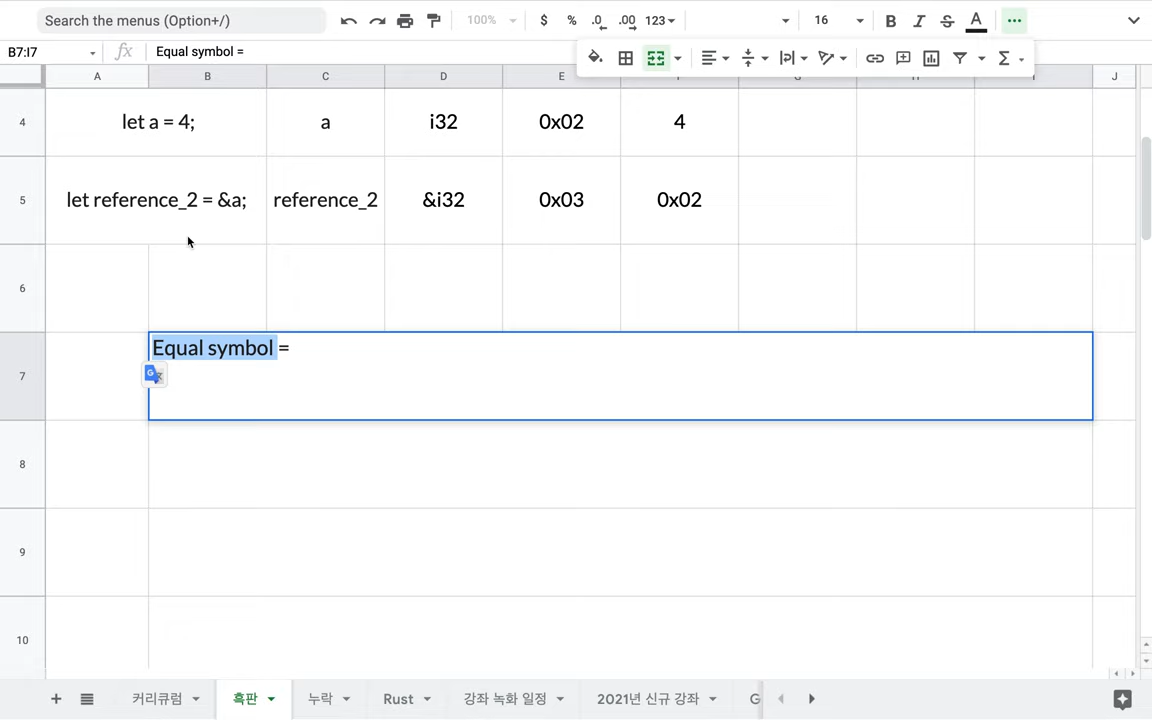 Search the menus (Option+/)
100%
$ % .0 .00 123
16
B I S A
B7:I7
fx
Equal symbol =
A B C D E F G H I J
4 let a = 4; a i32 0x02 4
5 let reference_2 = &a; reference_2 &i32 0x03 0x02
6
7 Equal symbol =
8
9
10
커리큐럼 흑판 누락 Rust 강좌 녹화 일정 2021년 신규 강좌 G